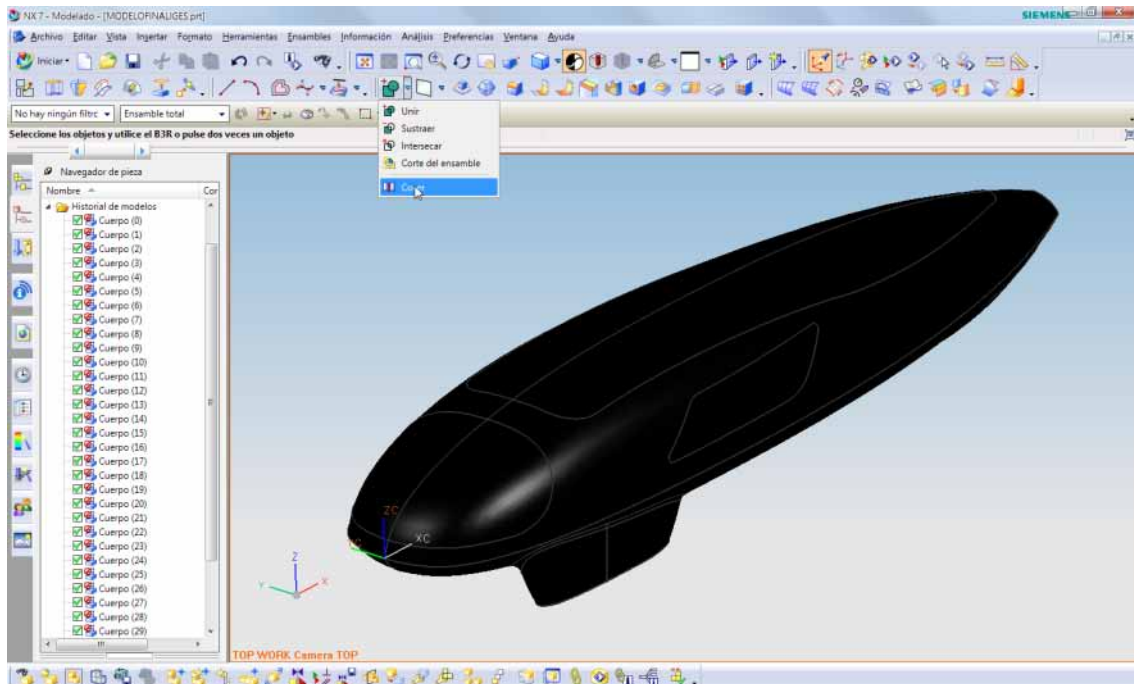 NX 7 - Modelado - [MODELOFINALIGES.prt]
SIEMENS
Archivo Editar Vista Insertar Formato Herramientas Ensambles Información Análisis Preferencias Ventana Ayuda
Iniciar
No hay ningún filtrc
Ensamble total
Seleccione los objetos y utilice el B3R o pulse dos veces un objeto
Unir
Sustraer
Intersecar
Corte del ensamble
Coser
Navegador de pieza
Nombre
Cor
Historial de modelos
Cuerpo (0)
Cuerpo (1)
Cuerpo (2)
Cuerpo (3)
Cuerpo (4)
Cuerpo (5)
Cuerpo (6)
Cuerpo (7)
Cuerpo (8)
Cuerpo (9)
Cuerpo (10)
Cuerpo (11)
Cuerpo (12)
Cuerpo (13)
Cuerpo (14)
Cuerpo (15)
Cuerpo (16)
Cuerpo (17)
Cuerpo (18)
Cuerpo (19)
Cuerpo (20)
Cuerpo (21)
Cuerpo (22)
Cuerpo (23)
Cuerpo (24)
Cuerpo (25)
Cuerpo (26)
Cuerpo (27)
Cuerpo (28)
Cuerpo (29)
ZC
XC
Z
Y
X
TOP WORK Camera TOP